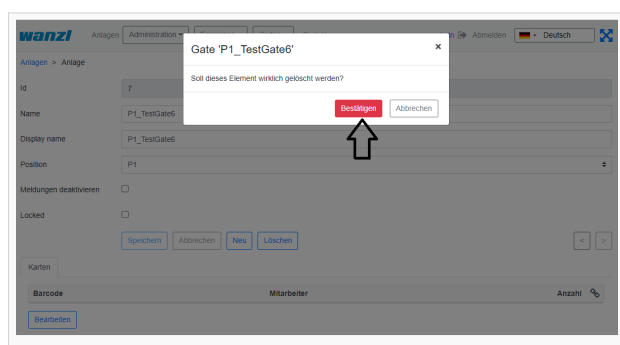 wanzl Anlagen Administration Abmelden Deutsch
Gate 'P1_TestGate6' ×
Anlagen > Anlage
Soll dieses Element wirklich gelöscht werden?
Id 7
Bestätigen Abbrechen
Name P1_TestGate6
Display name P1_TestGate6
Position P1
Meldungen deaktivieren
Locked
Speichern Abbrechen Neu Löschen < >
Karten
Barcode Mitarbeiter Anzahl
Bearbeiten